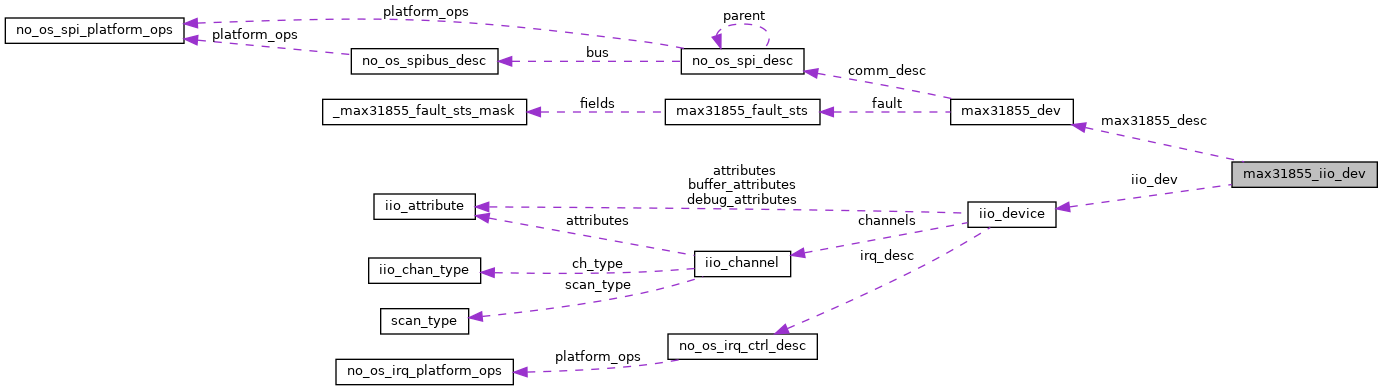 platform_ops
parent
no_os_spi_platform_ops
platform_ops
bus
no_os_spibus_desc
no_os_spi_desc
comm_desc
_max31855_fault_sts_mask
fields
max31855_fault_sts
fault
max31855_dev
max31855_desc
max31855_iio_dev
attributes
buffer_attributes
debug_attributes
iio_dev
iio_attribute
attributes
channels
iio_device
irq_desc
iio_chan_type
ch_type
iio_channel
scan_type
scan_type
no_os_irq_ctrl_desc
platform_ops
no_os_irq_platform_ops